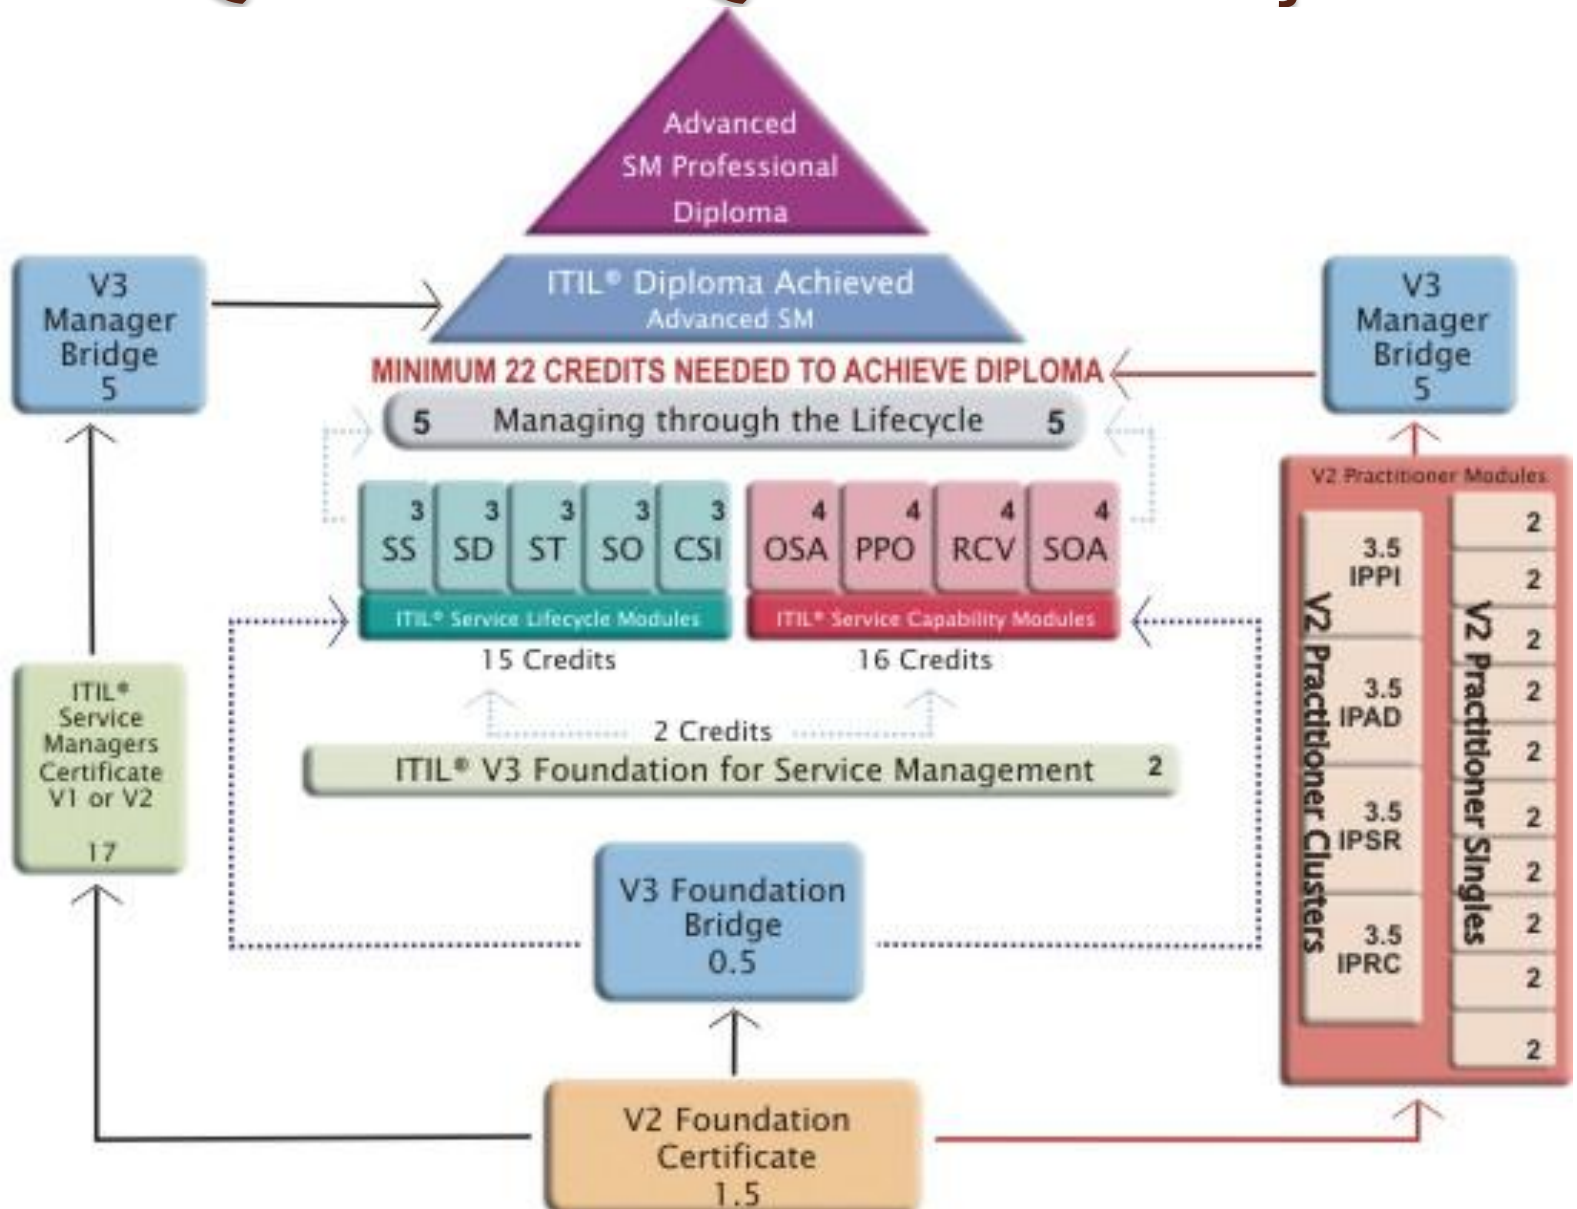 Advanced
SM Professional
Diploma
ITIL® Diploma Achieved
Advanced SM
MINIMUM 22 CREDITS NEEDED TO ACHIEVE DIPLOMA
5 Managing through the Lifecycle 5
V3
Manager
Bridge
5
ITIL®
Service
Managers
Certificate
V1 or V2
17
3
SS
3
SD
3
ST
3
SO
3
CSI
ITIL® Service Lifecycle Modules
15 Credits
4
OSA
4
PPO
4
RCV
4
SOA
ITIL® Service Capability Modules
16 Credits
2 Credits
ITIL® V3 Foundation for Service Management 2
V3 Foundation
Bridge
0.5
V2 Foundation
Certificate
1.5
V3
Manager
Bridge
5
V2 Practitioner Modules
V2 Practitioner Clusters
3.5
IPPI
3.5
IPAD
3.5
IPSR
3.5
IPRC
V2 Practitioner Singles
2
2
2
2
2
2
2
2
2
2